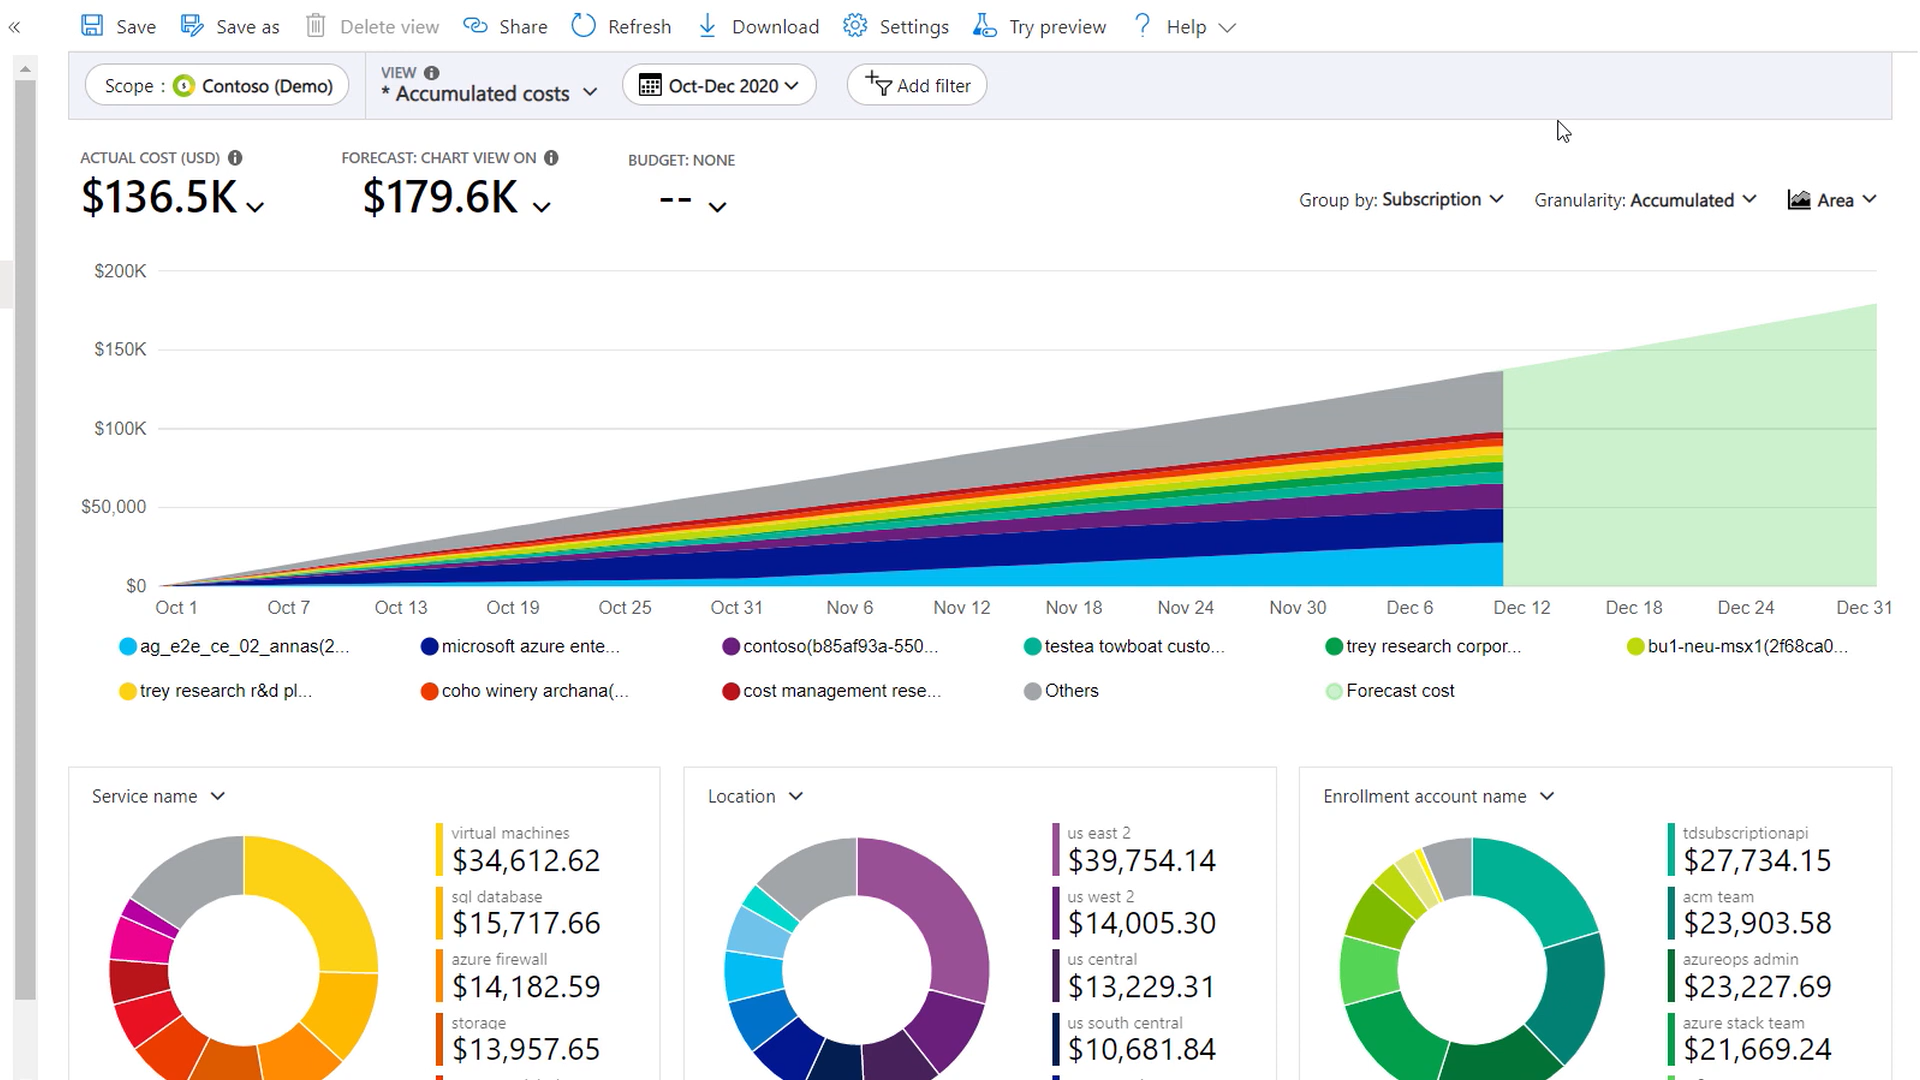 Save Save as Delete view Share Refresh Download Settings Try preview Help
Scope : Contoso (Demo)
VIEW
* Accumulated costs
Oct-Dec 2020
Add filter
ACTUAL COST (USD)
$136.5K
FORECAST: CHART VIEW ON
$179.6K
BUDGET: NONE
--
Group by: Subscription
Granularity: Accumulated
Area
$200K
$150K
$100K
$50,000
$0
Oct 1 Oct 7 Oct 13 Oct 19 Oct 25 Oct 31 Nov 6 Nov 12 Nov 18 Nov 24 Nov 30 Dec 6 Dec 12 Dec 18 Dec 24 Dec 31
ag_e2e_ce_02_annas(2... microsoft azure ente... contoso(b85af93a-550... testea towboat custo... trey research corpor... bu1-neu-msx1(2f68ca0...
trey research r&d pl... coho winery archana(... cost management rese... Others Forecast cost
Service name
virtual machines
$34,612.62
sql database
$15,717.66
azure firewall
$14,182.59
storage
$13,957.65
Location
us east 2
$39,754.14
us west 2
$14,005.30
us central
$13,229.31
us south central
$10,681.84
Enrollment account name
tdsubscriptionapi
$27,734.15
acm team
$23,903.58
azureops admin
$23,227.69
azure stack team
$21,669.24